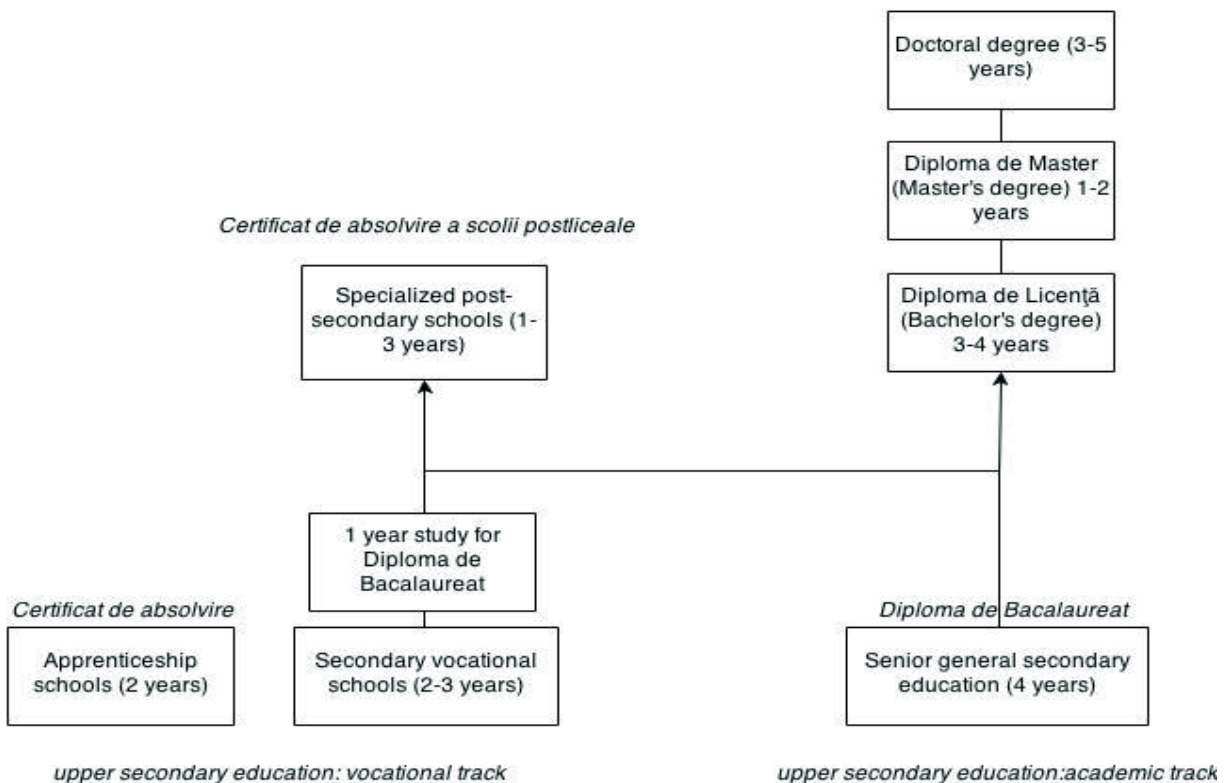 Doctoral degree (3-5
years)
Diploma de Master
(Master's degree) 1-2
years
Certificat de absolvire a scolii postliceale
Specialized post-
secondary schools (1-
3 years)
Diploma de Licenţă
(Bachelor's degree)
3-4 years
1 year study for
Diploma de
Bacalaureat
Certificat de absolvire
Diploma de Bacalaureat
Apprenticeship
schools (2 years)
Secondary vocational
schools (2-3 years)
Senior general secondary
education (4 years)
upper secondary education: vocational track
upper secondary education:academic track